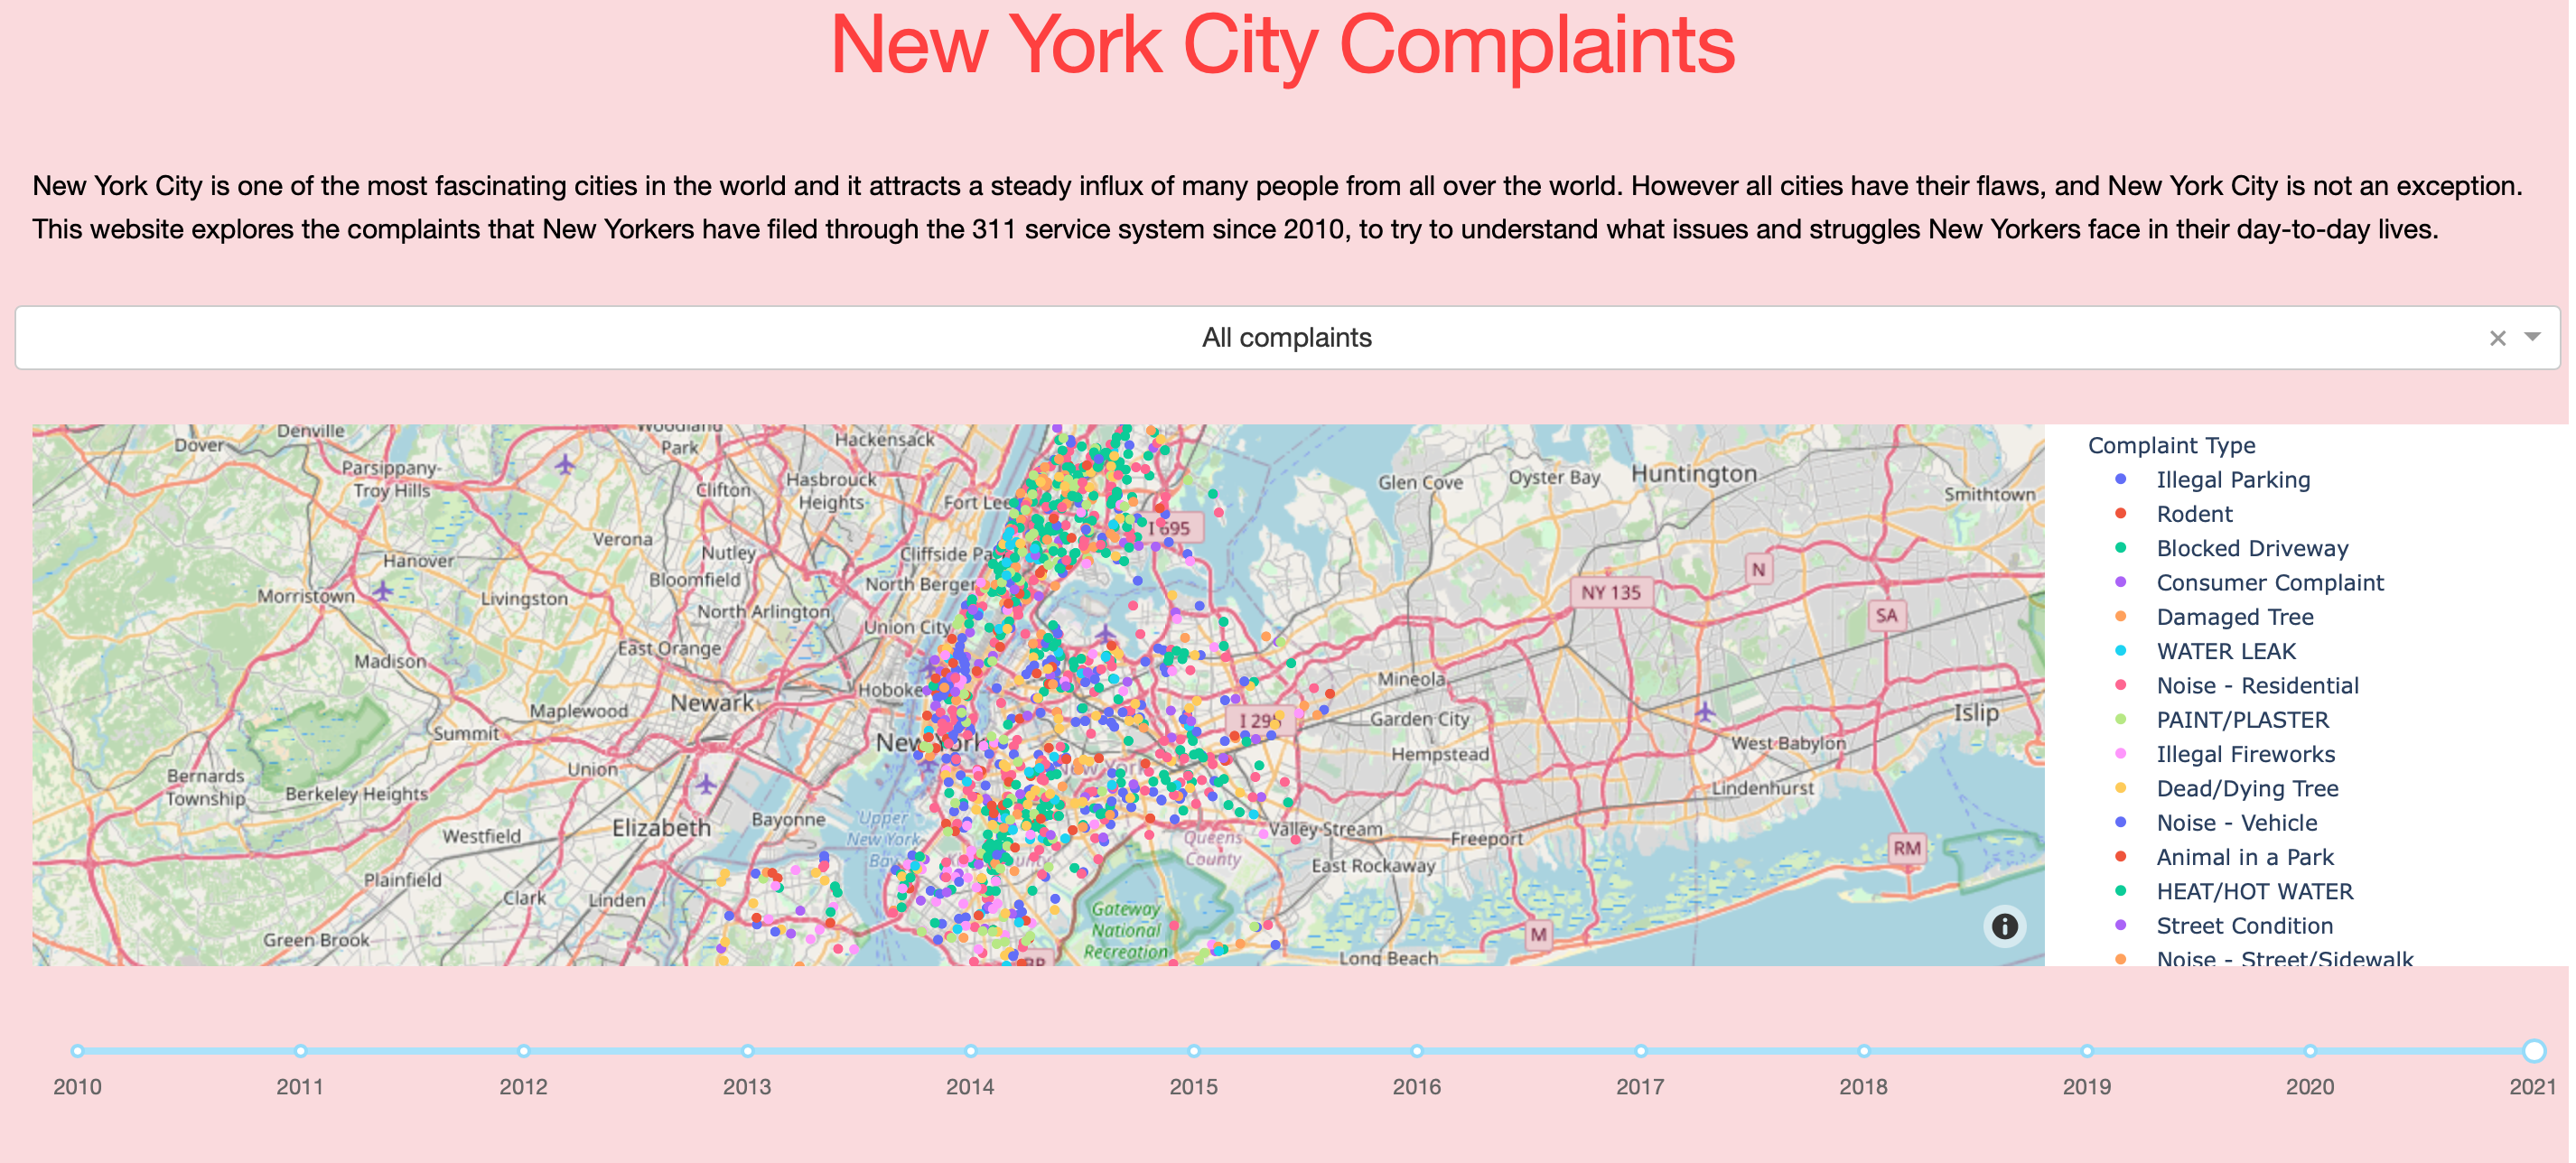 New York City Complaints
New York City is one of the most fascinating cities in the world and it attracts a steady influx of many people from all over the world. However all cities have their flaws, and New York City is not an exception.
This website explores the complaints that New Yorkers have filed through the 311 service system since 2010, to try to understand what issues and struggles New Yorkers face in their day-to-day lives.
All complaints
Dover
Denville
Woodland
Park
Hackensack
Parsippany-
Troy Hills
Clifton
Hasbrouck
Heights
Fort Lee
Glen Cove
Oyster Bay
Huntington
Smithtown
I 695
Verona
Nutley
Cliffside
Hanover
Bloomfield
North
Morristown
Livingston
North Arlington
Union City
N
NY 135
SA
East Orange
Madison
Newark
Mineola
Maplewood
Summit
I 295
Garden City
Islip
New York
Hempstead
West Babylon
Union
Bernards
Township
Berkeley Heights
Lindenhurst
Elizabeth
Bayonne
Upper
New York
Westfield
Valley Stream
Freeport
Queens
County
East Rockaway
RM
Plainfield
Clark
Linden
Gateway
National
Recreation
Green Brook
M
Long Beach
Complaint Type
Illegal Parking
Rodent
Blocked Driveway
Consumer Complaint
Damaged Tree
WATER LEAK
Noise - Residential
PAINT/PLASTER
Illegal Fireworks
Dead/Dying Tree
Noise - Vehicle
Animal in a Park
HEAT/HOT WATER
Street Condition
Noise - Street/Sidewalk
2010 2011 2012 2013 2014 2015 2016 2017 2018 2019 2020 2021